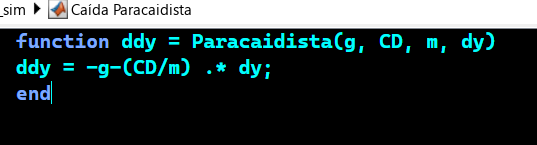 _sim Caída Paracaidista
function ddy = Paracaidista(g, CD, m, dy)
ddy = -g-(CD/m) .* dy;
end